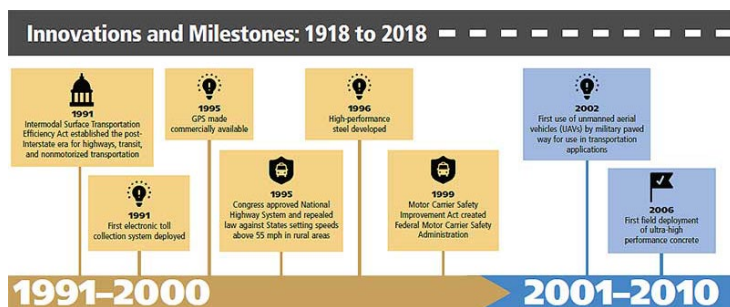 Innovations and Milestones: 1918 to 2018
1991
Intermodal Surface Transportation
Efficiency Act established the post-
Interstate era for highways, transit,
and nonmotorized transportation
1991
First electronic toll
collection system deployed
1995
GPS made
commercially available
1995
Congress approved National
Highway System and repealed
law against States setting speeds
above 55 mph in rural areas
1996
High-performance
steel developed
1999
Motor Carrier Safety
Improvement Act created
Federal Motor Carrier Safety
Administration
2002
First use of unmanned aerial
vehicles (UAVs) by military paved
way for use in transportation
applications
2006
First field deployment
of ultra-high
performance concrete
1991–2000
2001–2010